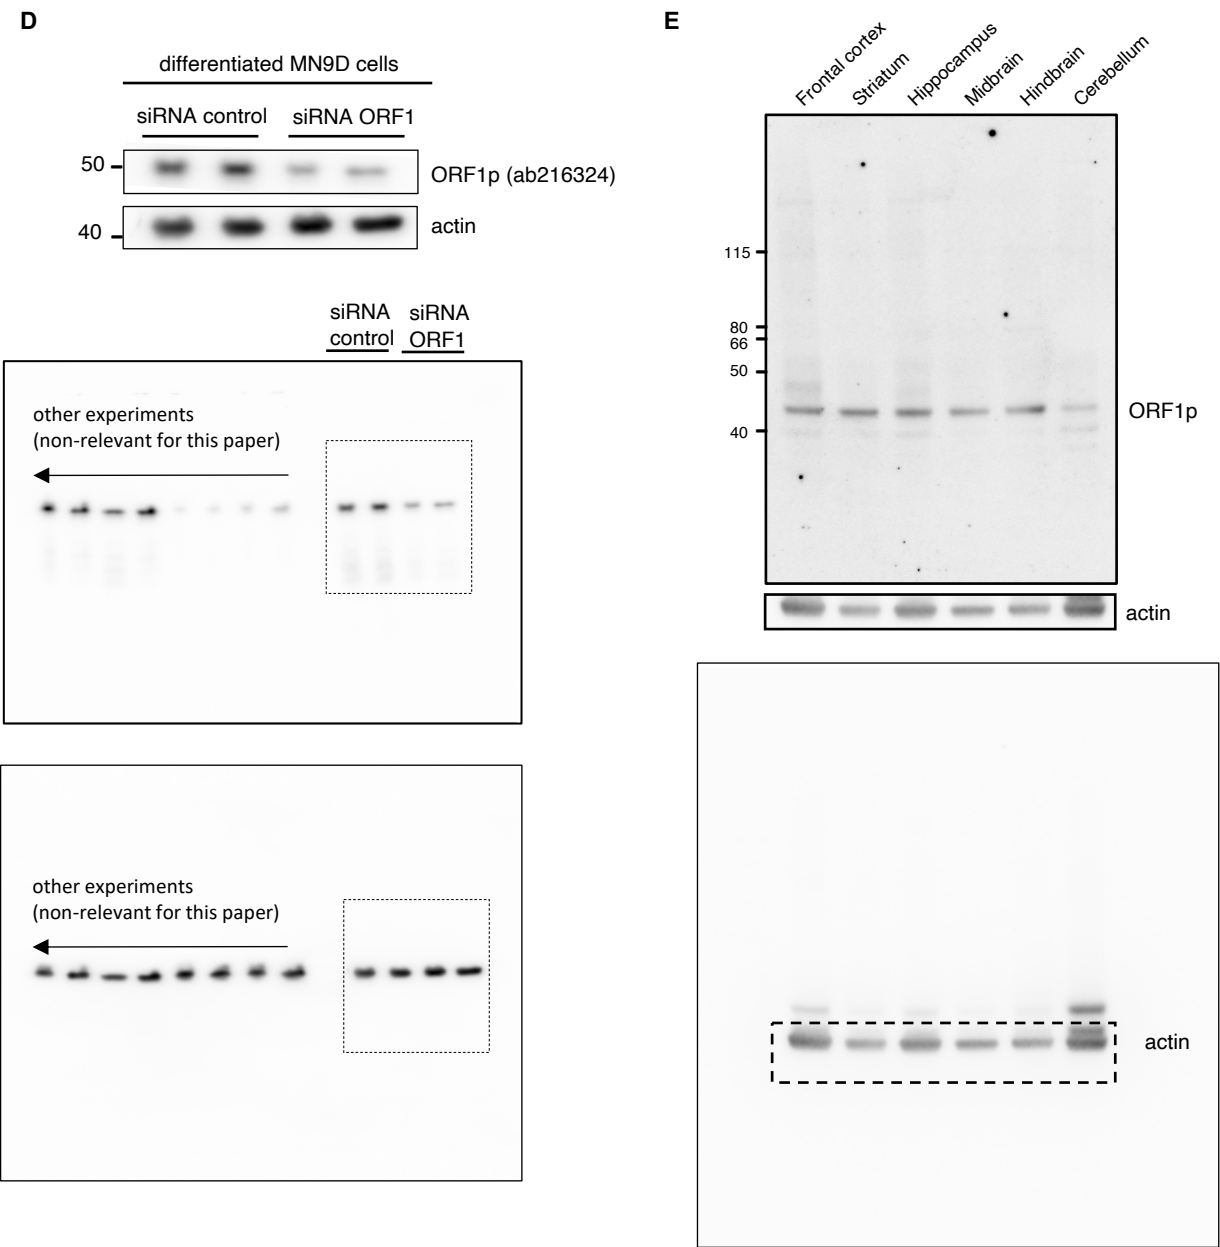 D
differentiated MN9D cells
siRNA control siRNA ORF1
50
ORF1p (ab216324)
40
actin
siRNA control
siRNA ORF1
other experiments
(non-relevant for this paper)
other experiments
(non-relevant for this paper)
E
Frontal cortex
Striatum
Hippocampus
Midbrain
Hindbrain
Cerebellum
115
80
66
50
40
ORF1p
actin
actin